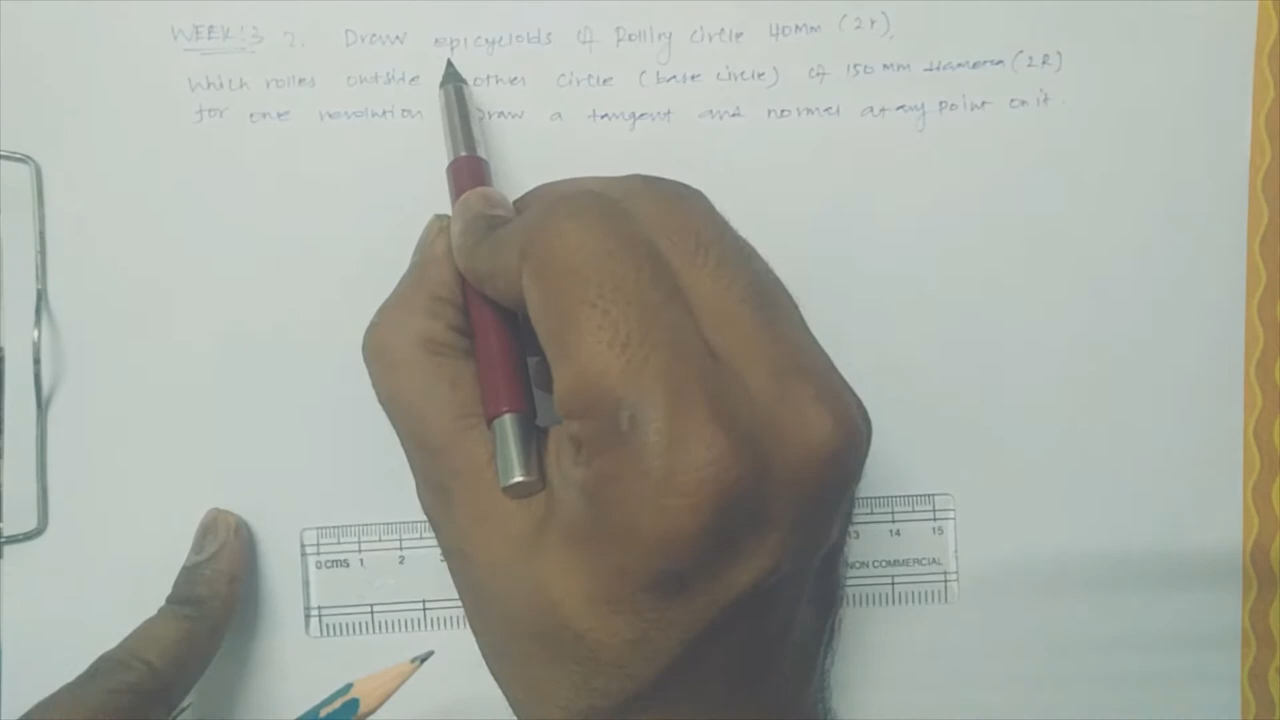 WEEK:3 2. Draw epicycloids of Rolling circle 40mm (2r),
which rolles outside other circle (base circle) of 150 mm diameter (2R)
for one revolution Draw a tangent and normal at any point on it.
0 cms 1 2 13 14 15
NON COMMERCIAL